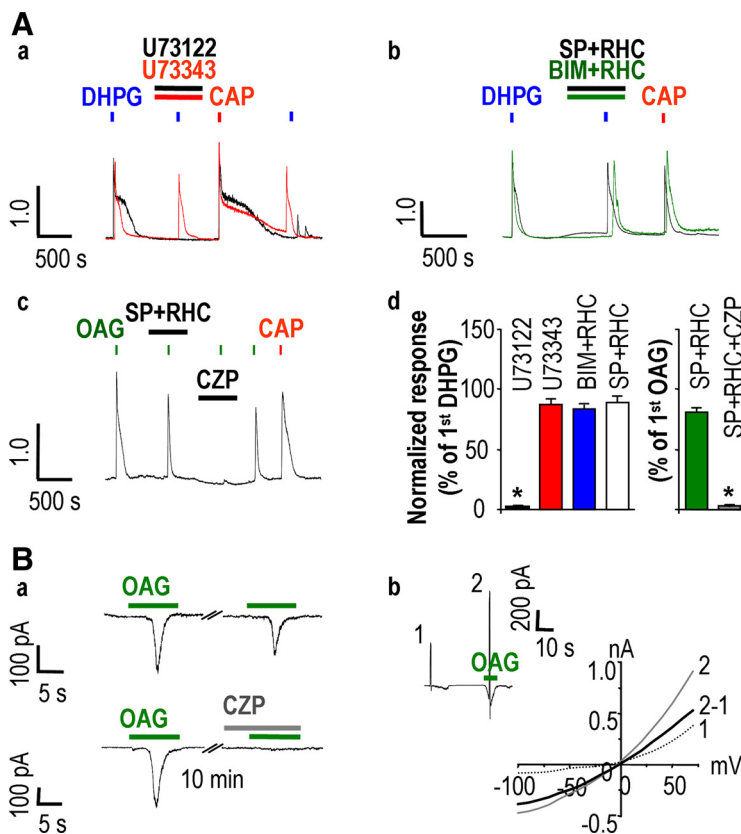 A
a
U73122
U73343
DHPG
CAP
1.0
500 s
b
SP+RHC
BIM+RHC
DHPG
CAP
1.0
500 s
c
SP+RHC
OAG
CAP
CZP
1.0
500 s
d
Normalized response
(% of 1st DHPG)
150
100
50
0
U73122
U73343
BIM+RHC
SP+RHC
*
(% of 1st OAG)
SP+RHC
SP+RHC+CZP
*
B
a
OAG
100 pA
5 s
OAG
CZP
10 min
100 pA
5 s
b
1
2
OAG
200 pA
10 s
nA
1.0
0.5
0
-0.5
-100
-50
0
50
mV
2
2-1
1